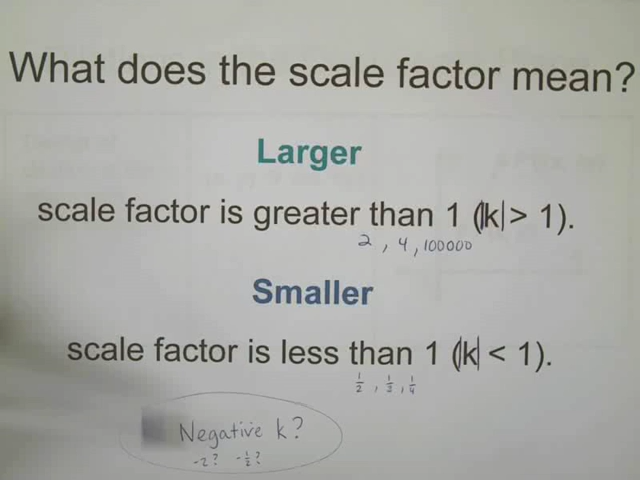 What does the scale factor mean?
Larger
scale factor is greater than 1 (|k| > 1).
2, 4, 100000
Smaller
scale factor is less than 1 (|k| < 1).
1/2, 1/3, 1/4
Negative k?
-2? -1/2?